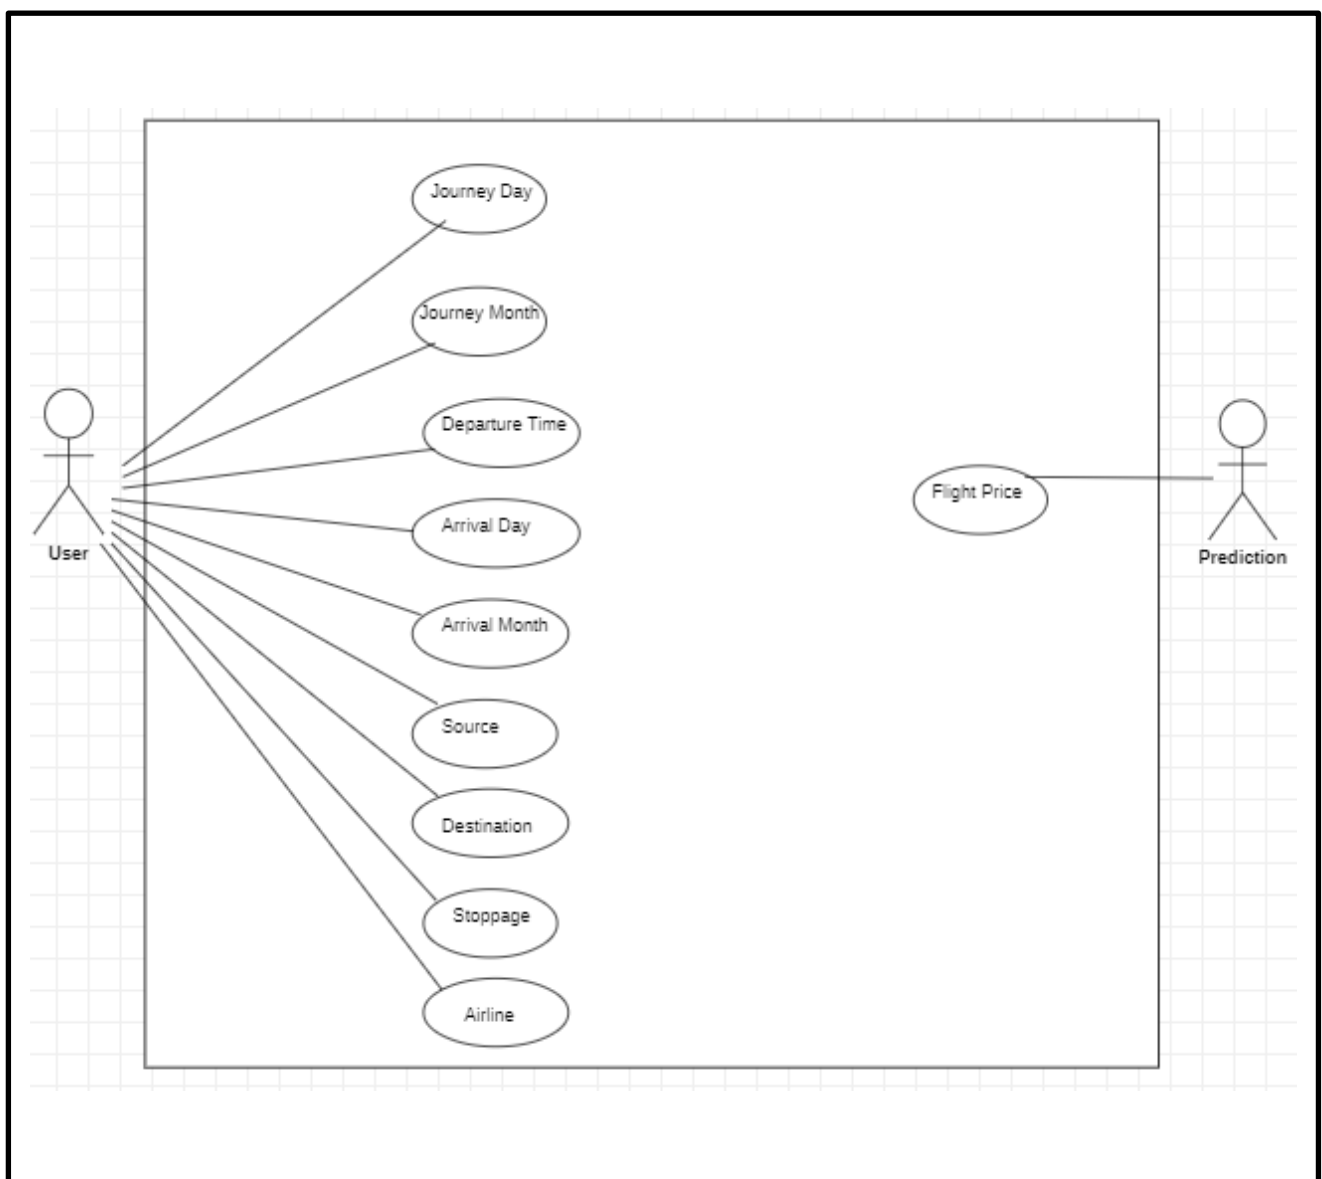 Journey Day
Journey Month
Departure Time
Arrival Day
Flight Price
User
Prediction
Arrival Month
Source
Destination
Stoppage
Airline